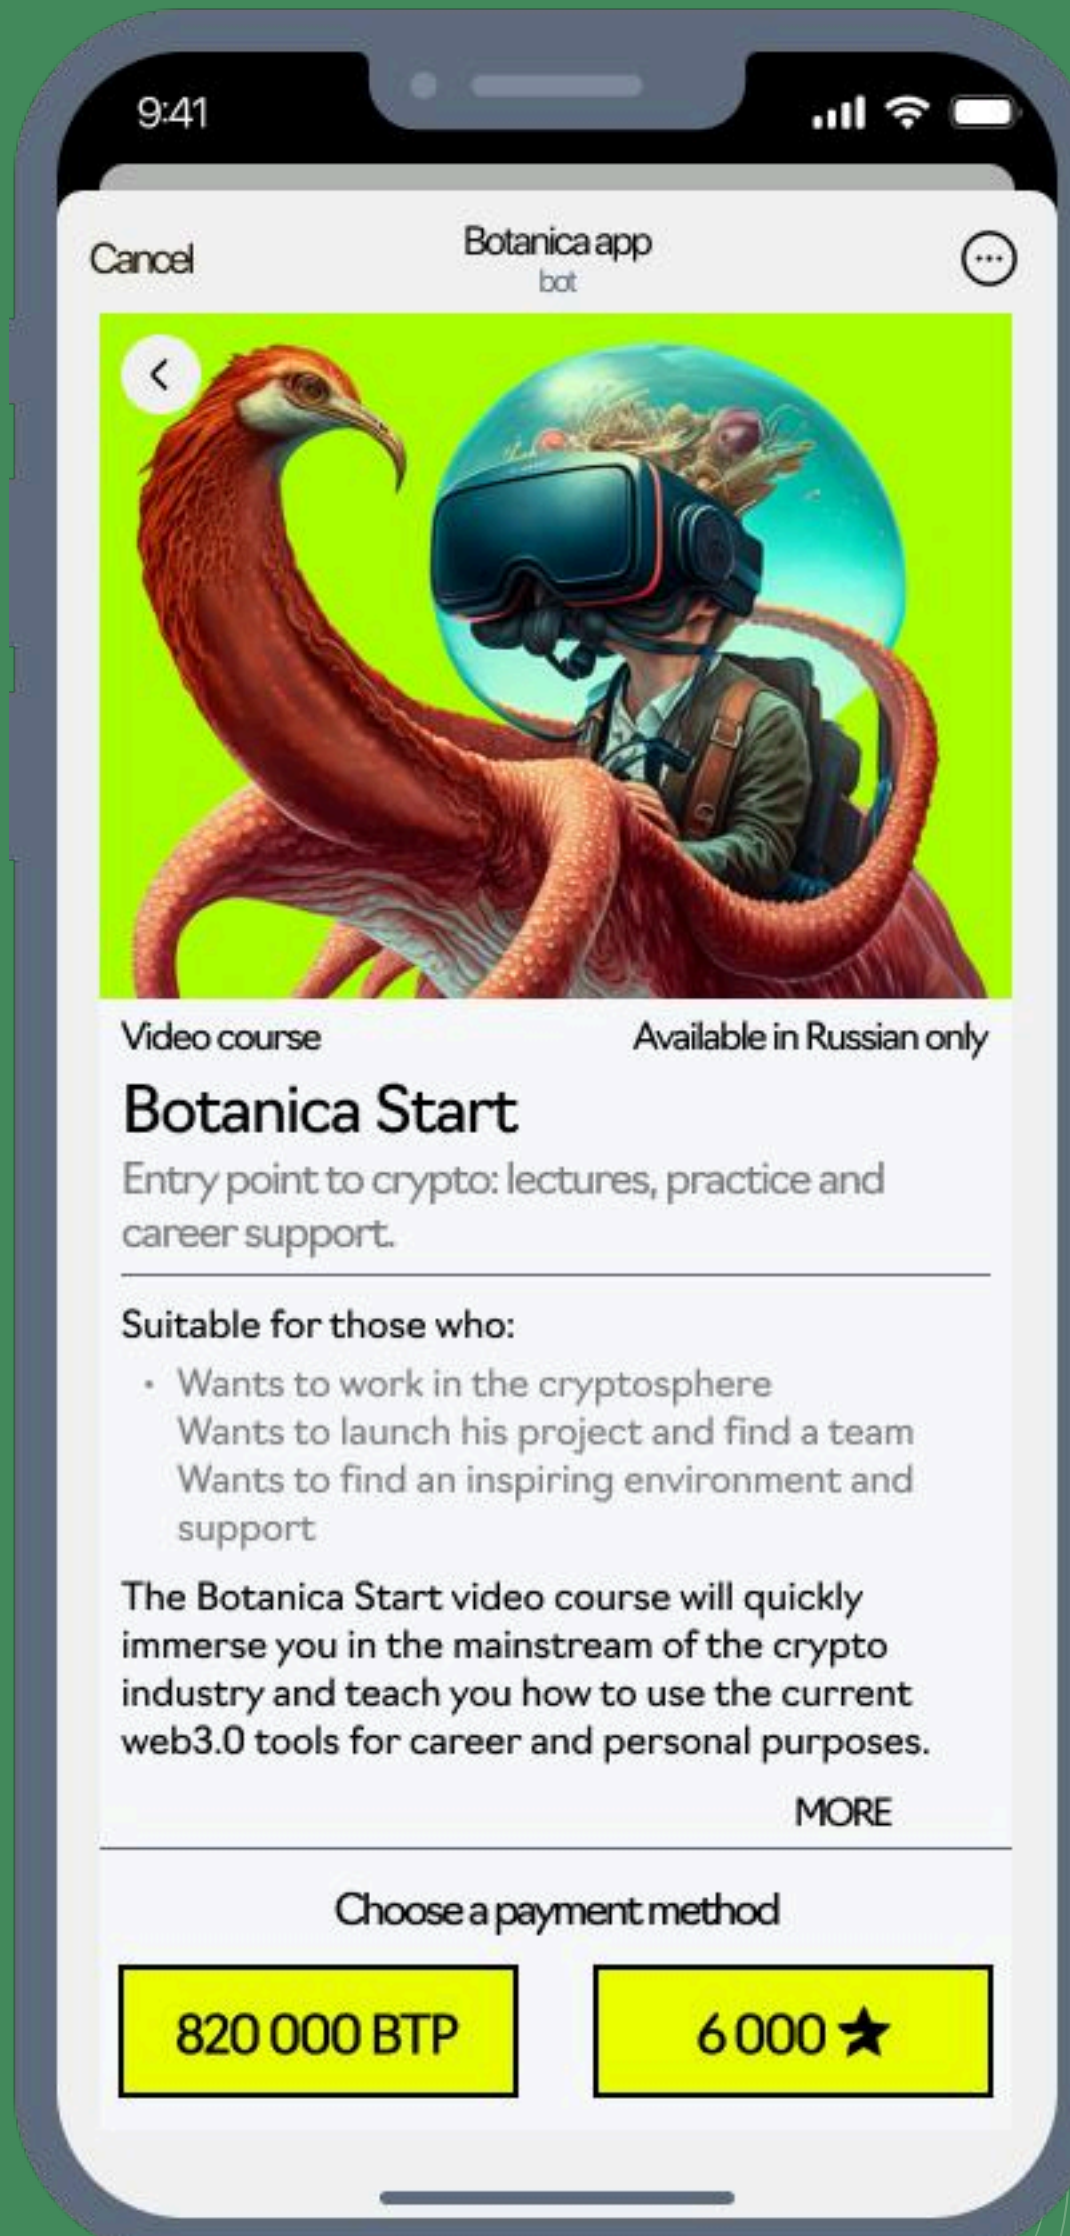 9:41
Cancel
Botanica app
bot
Video course
Available in Russian only
Botanica Start
Entry point to crypto: lectures, practice and
career support.
Suitable for those who:
• Wants to work in the cryptosphere
Wants to launch his project and find a team
Wants to find an inspiring environment and
support
The Botanica Start video course will quickly
immerse you in the mainstream of the crypto
industry and teach you how to use the current
web3.0 tools for career and personal purposes.
MORE
Choose a payment method
820 000 BTP
6 000 ★